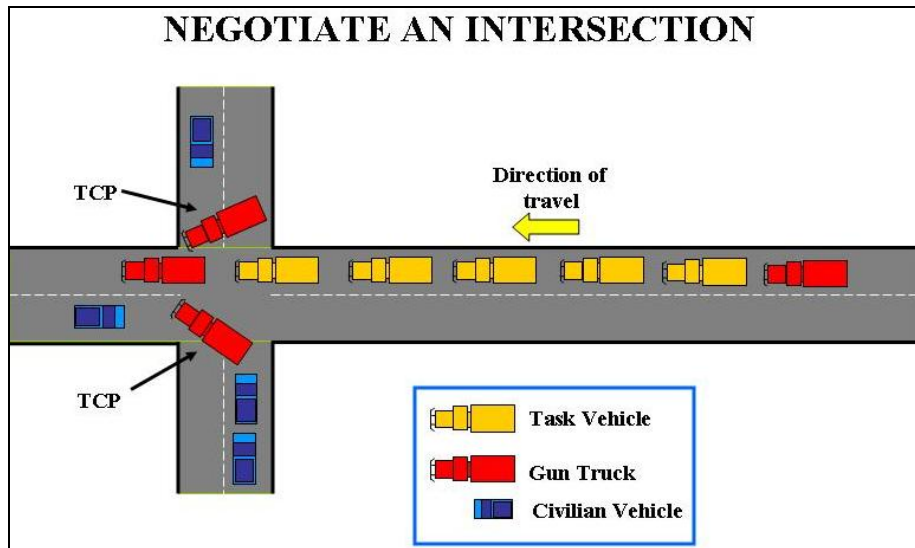 NEGOTIATE AN INTERSECTION
TCP
Direction of
travel
TCP
Task Vehicle
Gun Truck
Civilian Vehicle